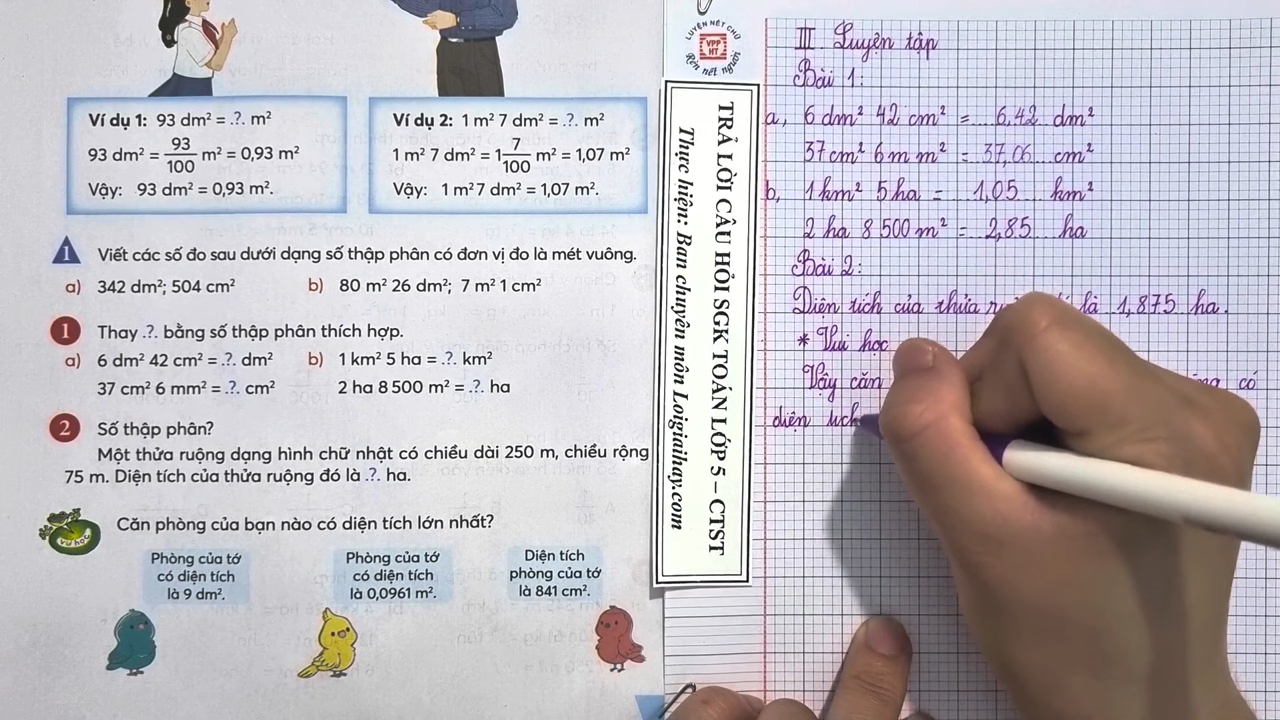 Ví dụ 1: 93 dm² = .?. m²
93 dm² = 93/100 m² = 0,93 m²
Vậy: 93 dm² = 0,93 m².
Ví dụ 2: 1 m² 7 dm² = .?. m²
1 m² 7 dm² = 1 7/100 m² = 1,07 m²
Vậy: 1 m² 7 dm² = 1,07 m².
1 Viết các số đo sau dưới dạng số thập phân có đơn vị đo là mét vuông.
a) 342 dm²; 504 cm² b) 80 m² 26 dm²; 7 m² 1 cm²
1 Thay .?. bằng số thập phân thích hợp.
a) 6 dm² 42 cm² = .?. dm² b) 1 km² 5 ha = .?. km²
37 cm² 6 mm² = .?. cm² 2 ha 8 500 m² = .?. ha
2 Số thập phân?
Một thửa ruộng dạng hình chữ nhật có chiều dài 250 m, chiều rộng
75 m. Diện tích của thửa ruộng đó là .?. ha.
Căn phòng của bạn nào có diện tích lớn nhất?
Phòng của tớ
có diện tích
là 9 dm².
Phòng của tớ
có diện tích
là 0,0961 m².
Diện tích
phòng của tớ
là 841 cm².
LUYỆN NÉT CHỮ
VPP
HT
Rèn nét người
TRẢ LỜI CÂU HỎI SGK TOÁN LỚP 5 – CTST
Thực hiện: Ban chuyên môn Loigiaihay.com
III. Luyện tập
Bài 1:
a, 6 dm² 42 cm² = ...6,42... dm²
37 cm² 6 m m² = 37,06... cm²
b, 1 km² 5 ha = ...1,05... km²
2 ha 8 500 m² = ...2,85... ha
Bài 2:
Diện tích của thửa là 1,875 ha.
* Vui học
Vậy căn có
diện tích